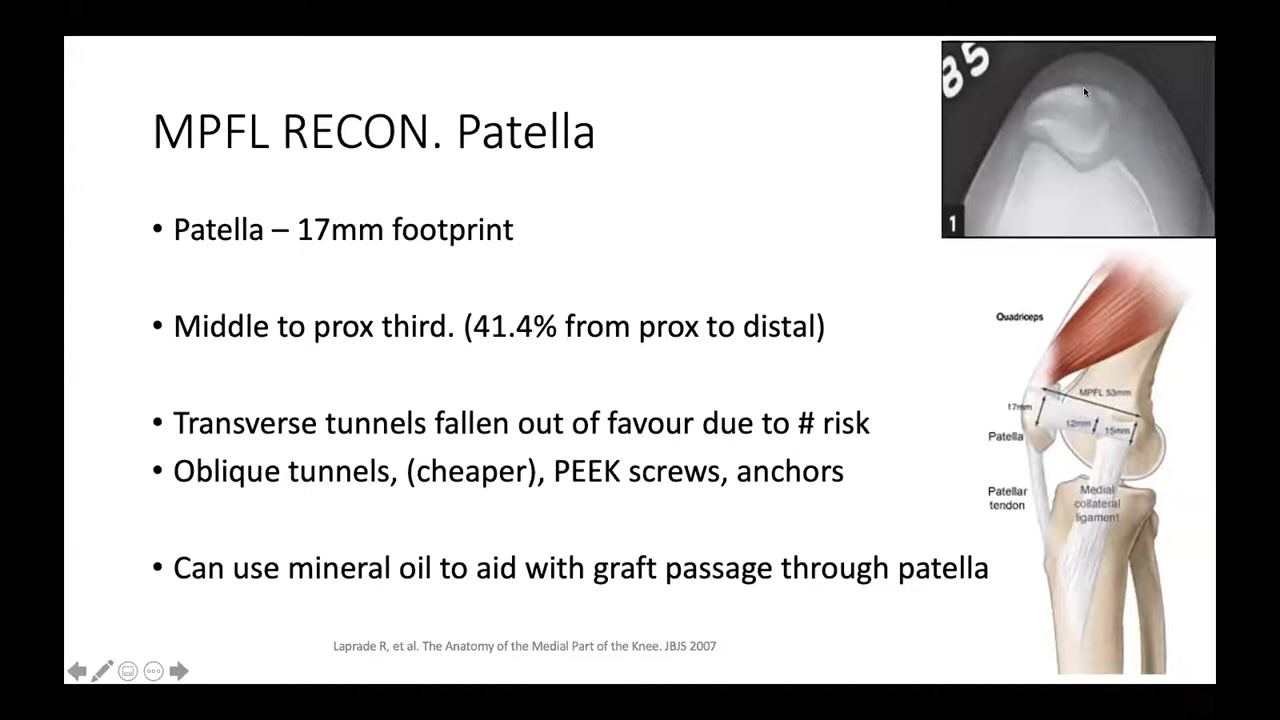 MPFL RECON. Patella
• Patella – 17mm footprint
• Middle to prox third. (41.4% from prox to distal)
• Transverse tunnels fallen out of favour due to # risk
• Oblique tunnels, (cheaper), PEEK screws, anchors
• Can use mineral oil to aid with graft passage through patella
Laprade R, et al. The Anatomy of the Medial Part of the Knee. JBJS 2007
85
1
Quadriceps
MPFL 53mm
17mm
12mm
15mm
Patella
Patellar
tendon
Medial
collateral
ligament